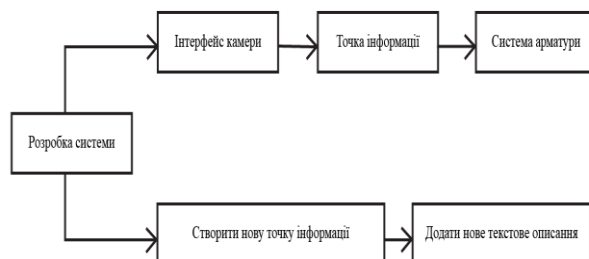 Інтерфейс камери
Точка інформації
Система арматури
Розробка системи
Створити нову точку інформації
Додати нове текстове описання